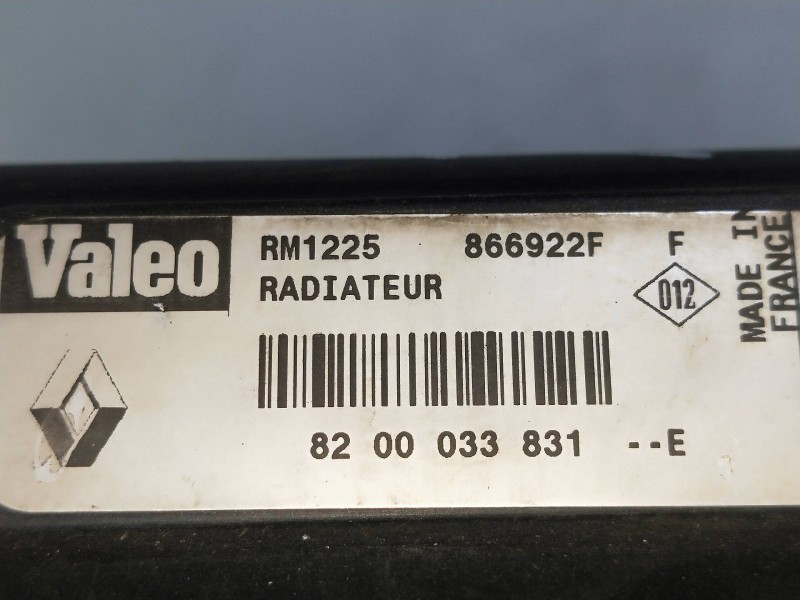 Valeo
RM1225 866922F F
RADIATEUR
012
MADE IN
FRANCE
82 00 033 831 --E